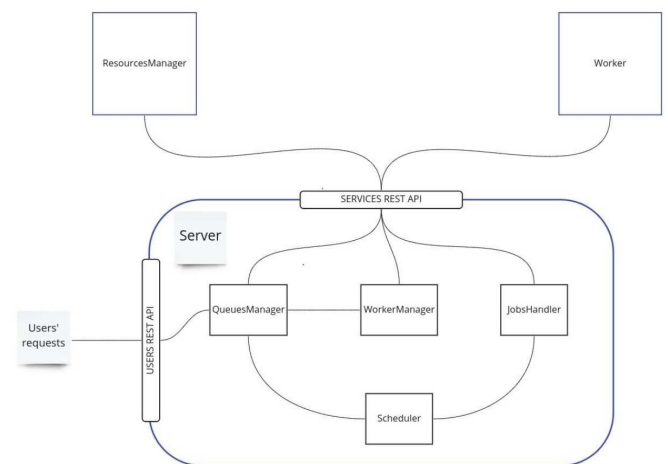 ResourcesManager
Worker
SERVICES REST API
Server
USERS REST API
Users'
requests
QueuesManager
WorkerManager
JobsHandler
Scheduler